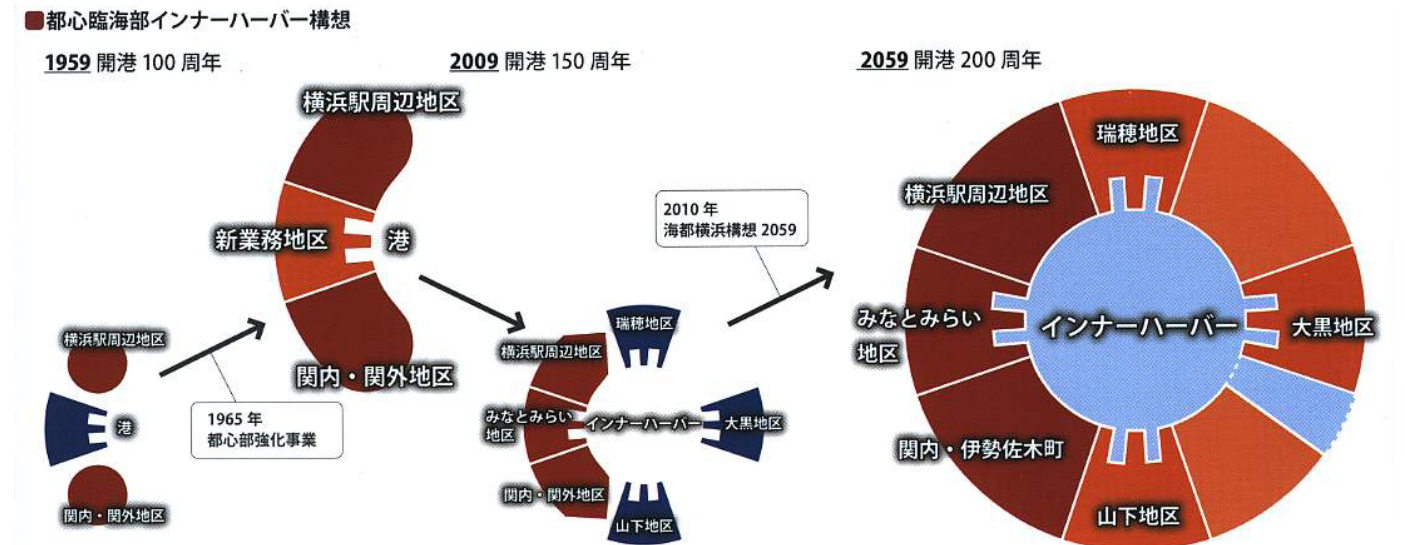 都心臨海部インナーハーバー構想
1959 開港 100 周年
横浜駅周辺地区
港
関内・関外地区
1965 年
都心部強化事業
横浜駅周辺地区
新業務地区
港
関内・関外地区
2009 開港 150 周年
瑞穂地区
横浜駅周辺地区
みなとみらい
地区
インナーハーバー
大黒地区
関内・関外地区
山下地区
2010 年
海都横浜構想 2059
2059 開港 200 周年
瑞穂地区
横浜駅周辺地区
みなとみらい
地区
インナーハーバー
大黒地区
関内・伊勢佐木町
山下地区